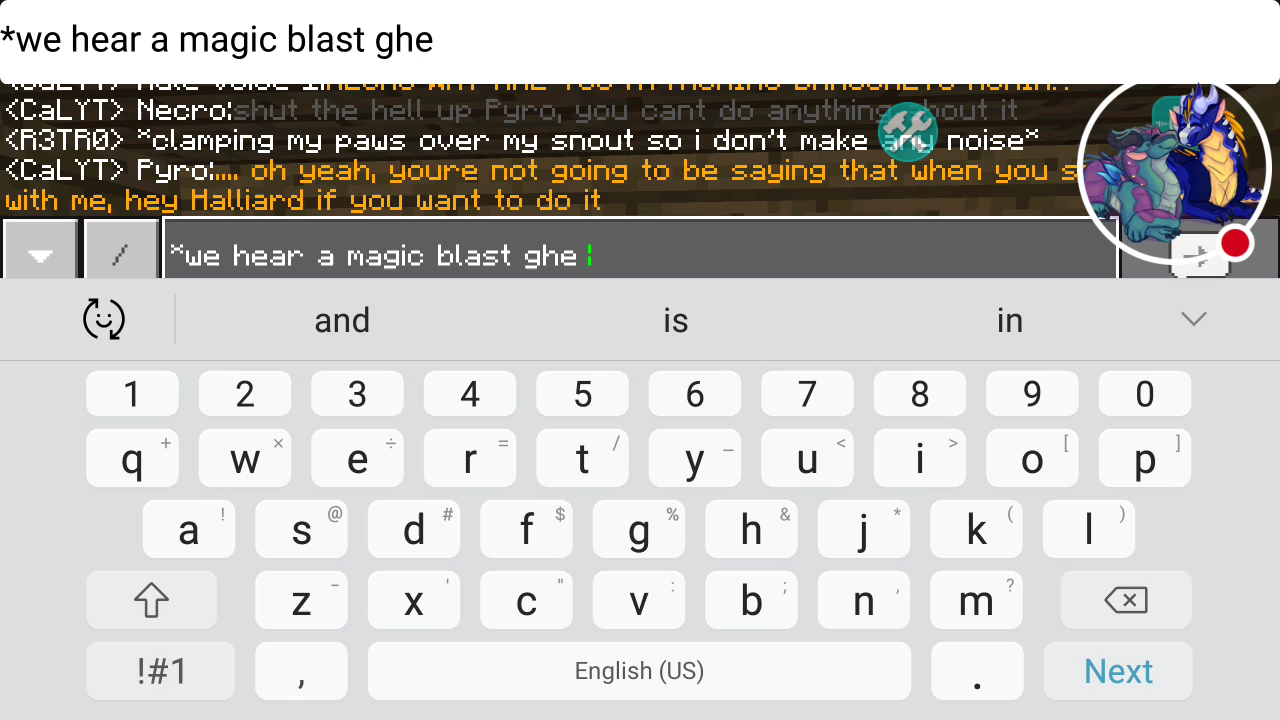 *we hear a magic blast ghe
<CaLYT> Necro:shut the hell up Pyro, you cant do anything about it
<R3TR0> *clamping my paws over my snout so i don't make any noise*
<CaLYT> Pyro:.... oh yeah, youre not going to be saying that when you s
with me, hey Halliard if you want to do it
/ *we hear a magic blast ghe
and is in
1 2 3 4 5 6 7 8 9 0
q + w × e ÷ r = t / y _ u < i > o [ p ]
a ! s @ d # f $ g % h & j * k ( l )
z - x ' c " v : b ; n , m ?
!#1 , English (US) . Next